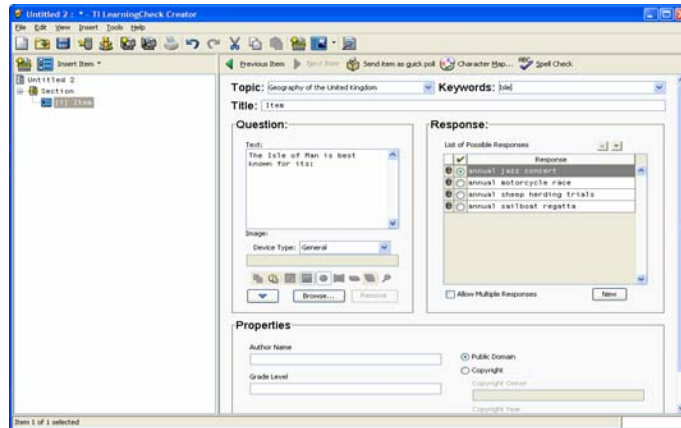 Untitled 2 : * - TI LearningCheck Creator
File Edit View Insert Tools Help
Insert Item
Previous Item Next Item Send item as quick poll Character Map... Spell Check
Untitled 2
Section
[1] Item
Topic: Geography of the United Kingdom Keywords: Isle
Title: Item
Question:
Text:
The Isle of Man is best
known for its:
Image:
Device Type: General
Browse... Remove
Response:
List of Possible Responses
Response
annual jazz concert
annual motorcycle race
annual sheep herding trials
annual sailboat regatta
Allow Multiple Responses New
Properties
Author Name
Grade Level
Public Domain
Copyright
Copyright Owner
Copyright Year
Item 1 of 1 selected